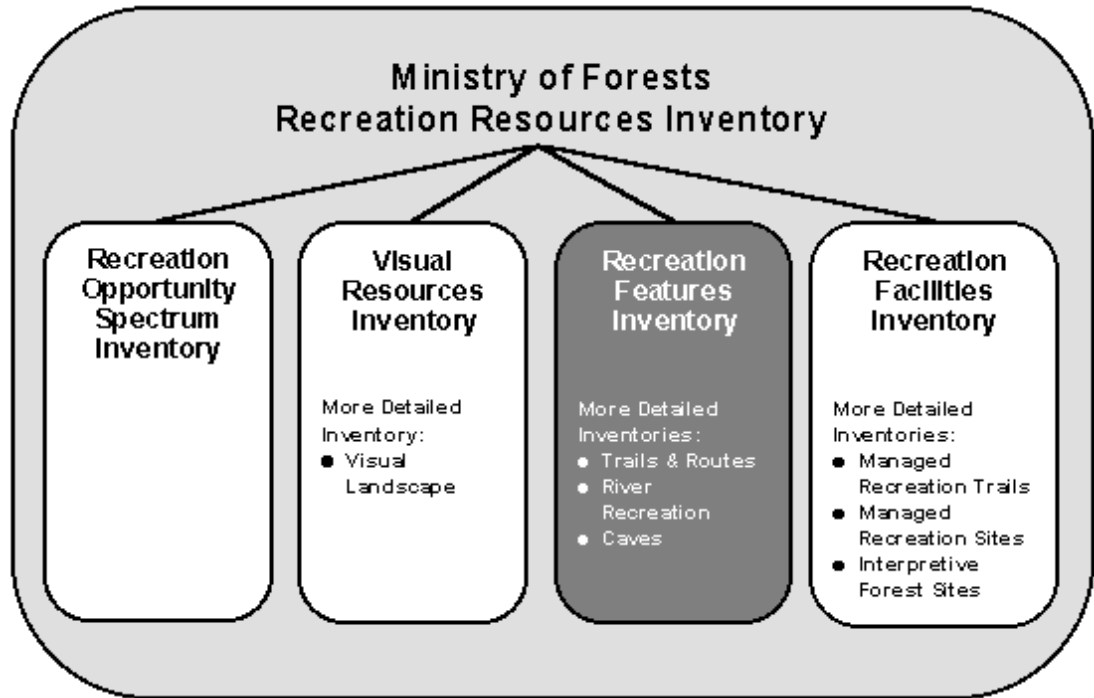 Ministry of Forests
Recreation Resources Inventory
Recreation
Opportunity
Spectrum
Inventory
Visual
Resources
Inventory
More Detailed
Inventory:
● Visual
Landscape
Recreation
Features
Inventory
More Detailed
Inventories:
● Trails & Routes
● River
Recreation
● Caves
Recreation
Facilities
Inventory
More Detailed
Inventories:
● Managed
Recreation Trails
● Managed
Recreation Sites
● Interpretive
Forest Sites